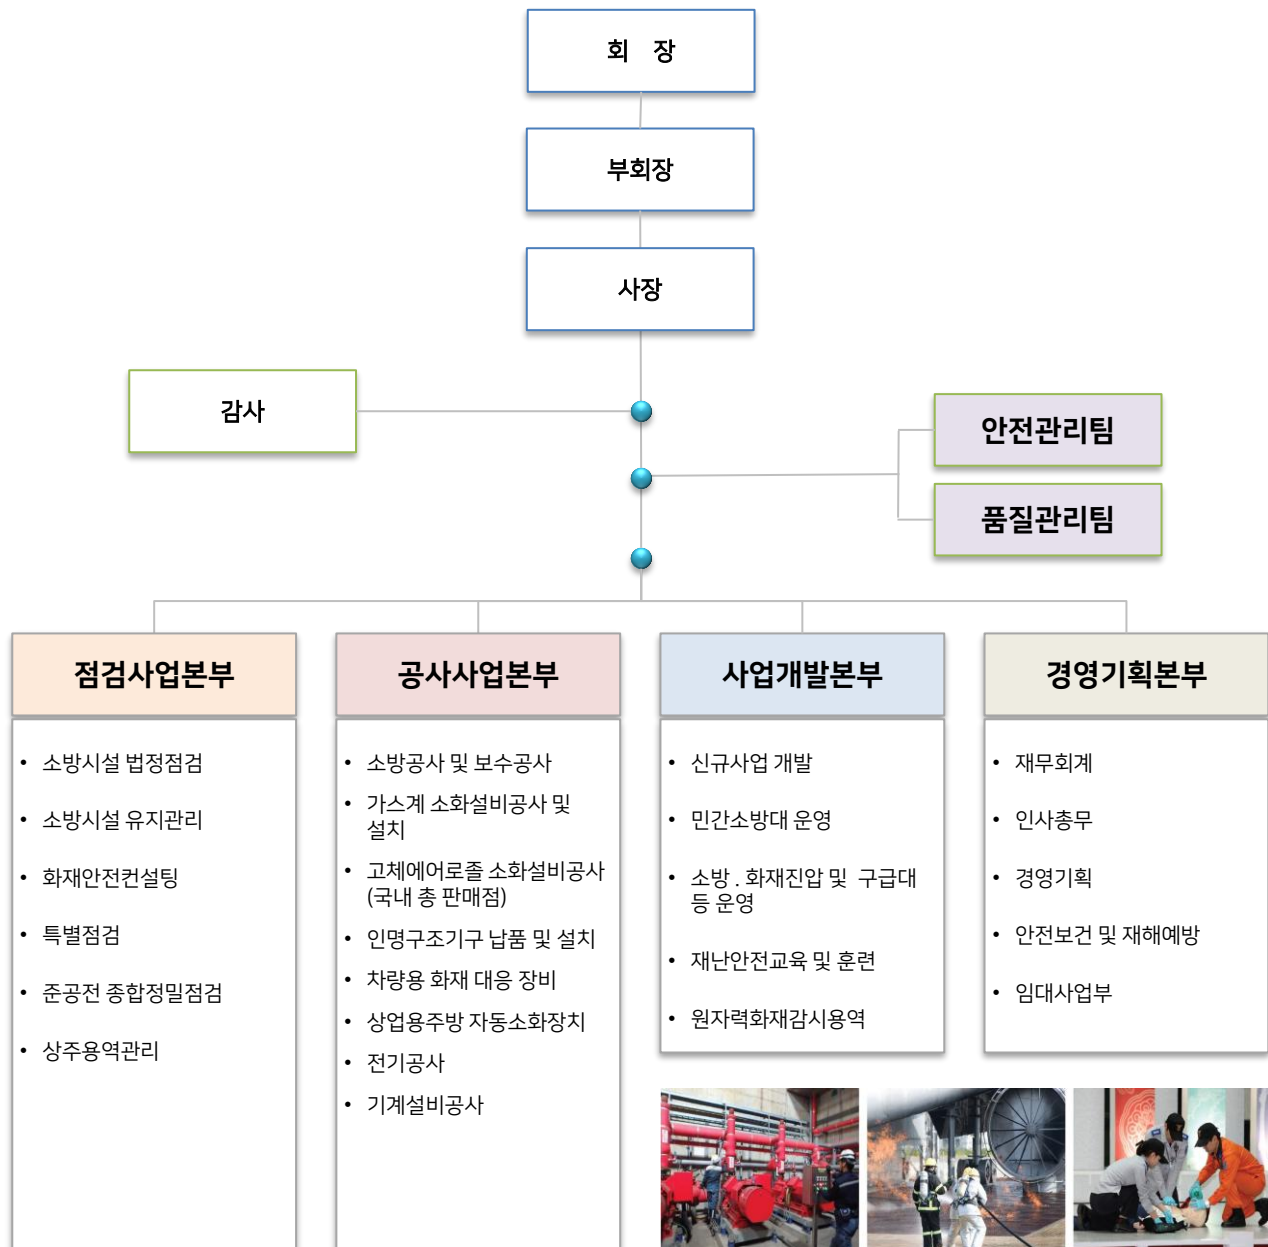 회 장
부회장
사장
감사
안전관리팀
품질관리팀
점검사업본부
• 소방시설 법정점검
• 소방시설 유지관리
• 화재안전컨설팅
• 특별점검
• 준공전 종합정밀점검
• 상주용역관리
공사사업본부
• 소방공사 및 보수공사
• 가스계 소화설비공사 및
설치
• 고체에어로졸 소화설비공사
(국내 총 판매점)
• 인명구조기구 납품 및 설치
• 차량용 화재 대응 장비
• 상업용주방 자동소화장치
• 전기공사
• 기계설비공사
사업개발본부
• 신규사업 개발
• 민간소방대 운영
• 소방 . 화재진압 및 구급대
등 운영
• 재난안전교육 및 훈련
• 원자력화재감시용역
경영기획본부
• 재무회계
• 인사총무
• 경영기획
• 안전보건 및 재해예방
• 임대사업부